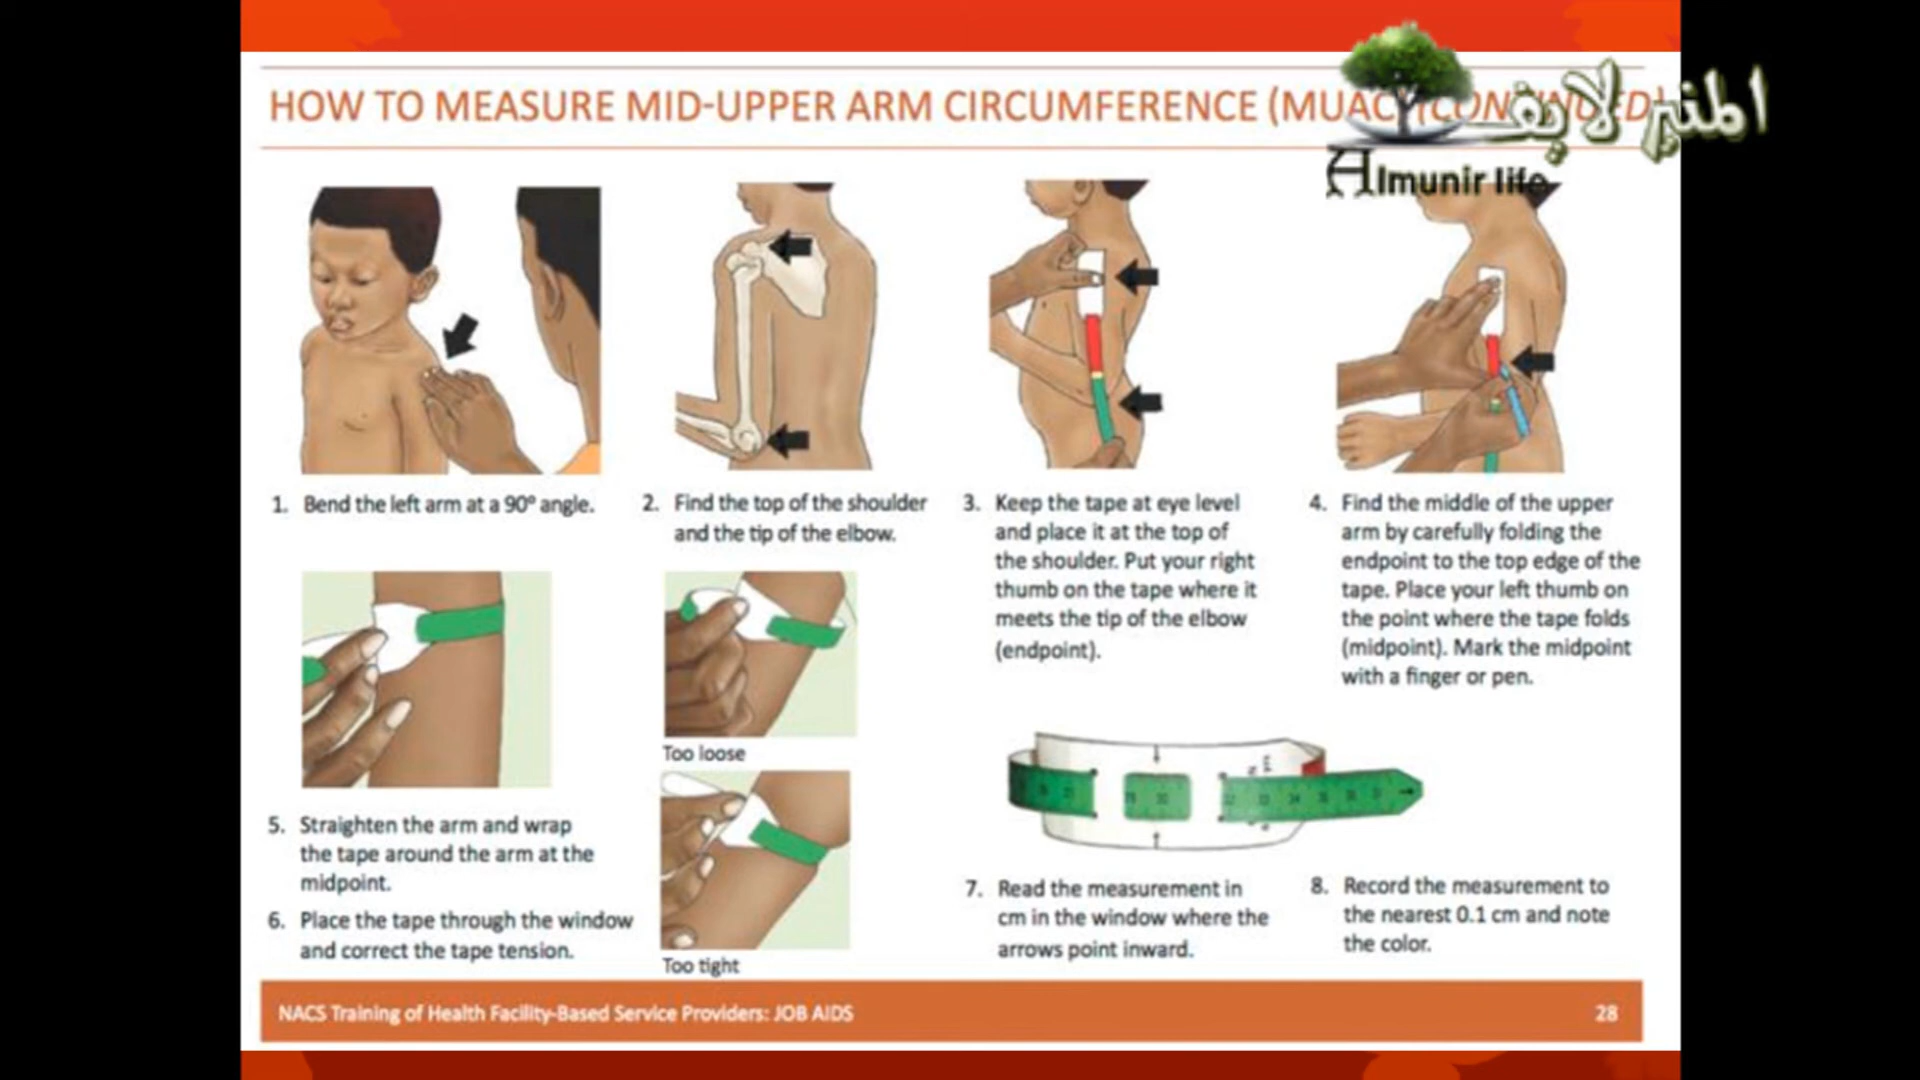 HOW TO MEASURE MID-UPPER ARM CIRCUMFERENCE (MUAC) (CONTINUED)
المنير لايف
Almunir life
1. Bend the left arm at a 90° angle.
2. Find the top of the shoulder
and the tip of the elbow.
3. Keep the tape at eye level
and place it at the top of
the shoulder. Put your right
thumb on the tape where it
meets the tip of the elbow
(endpoint).
4. Find the middle of the upper
arm by carefully folding the
endpoint to the top edge of the
tape. Place your left thumb on
the point where the tape folds
(midpoint). Mark the midpoint
with a finger or pen.
5. Straighten the arm and wrap
the tape around the arm at the
midpoint.
6. Place the tape through the window
and correct the tape tension.
Too loose
Too tight
7. Read the measurement in
cm in the window where the
arrows point inward.
8. Record the measurement to
the nearest 0.1 cm and note
the color.
NACS Training of Health Facility-Based Service Providers: JOB AIDS
28